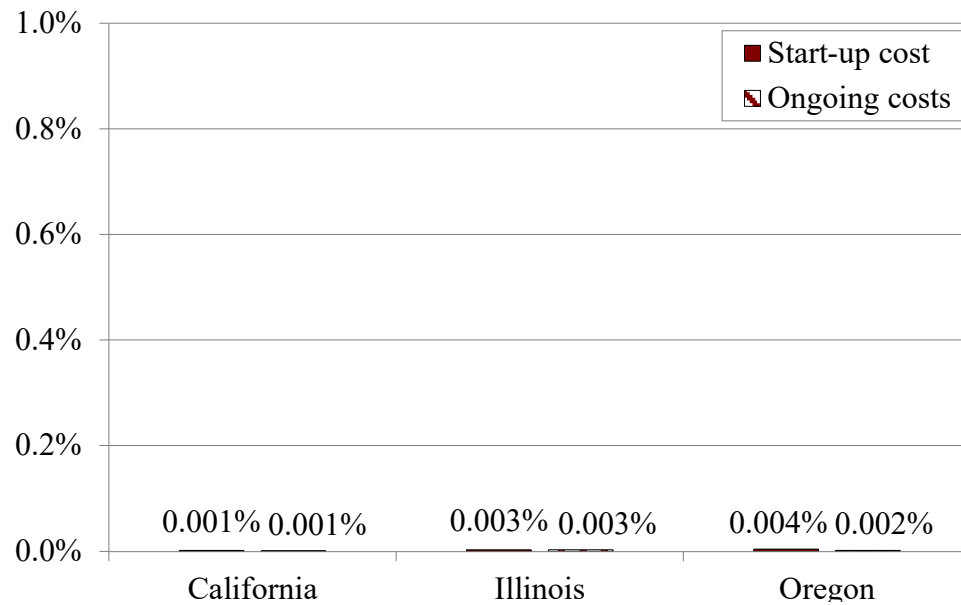 1.0%
Start-up cost
Ongoing costs
0.8%
0.6%
0.4%
0.2%
0.001% 0.001% 0.003% 0.003% 0.004% 0.002%
0.0%
California Illinois Oregon